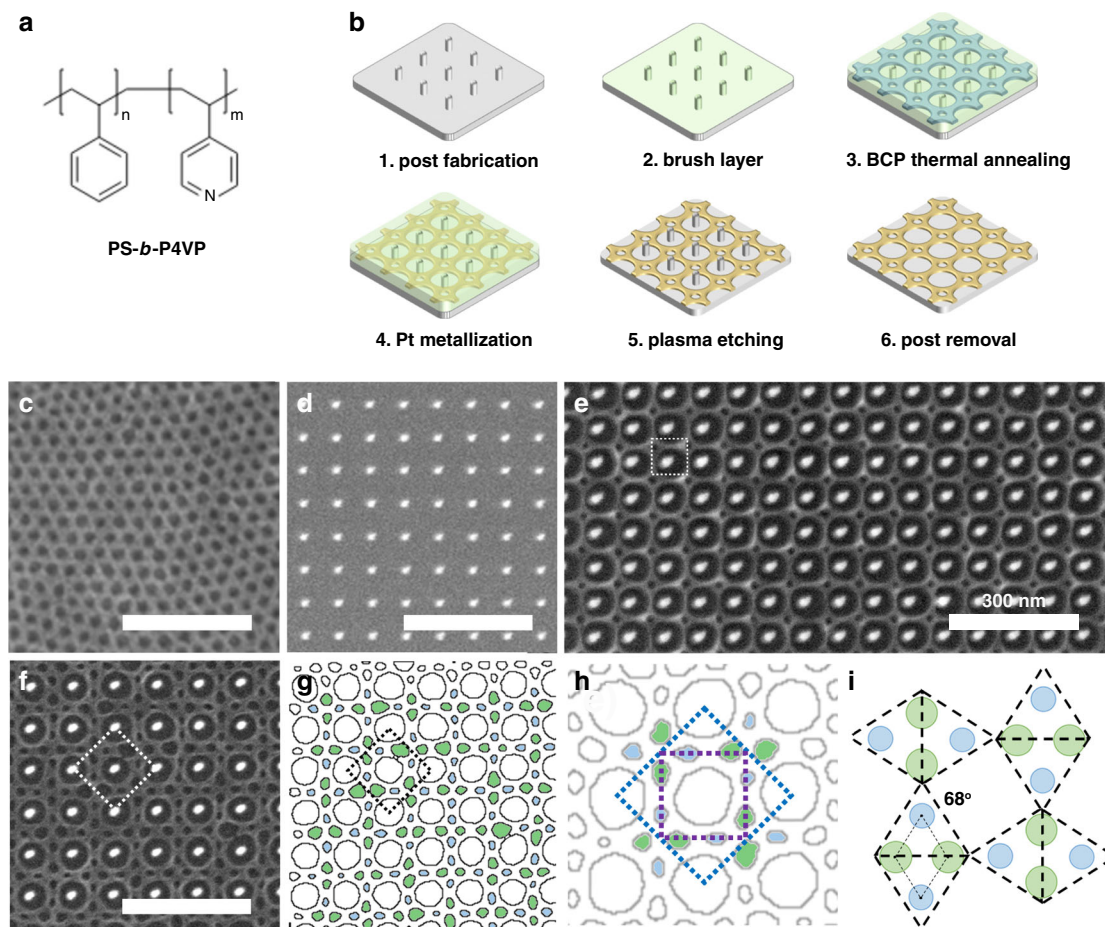 a
b
n
m
N
PS-b-P4VP
1. post fabrication
2. brush layer
3. BCP thermal annealing
4. Pt metallization
5. plasma etching
6. post removal
c
d
e
300 nm
f
g
h
i
68°